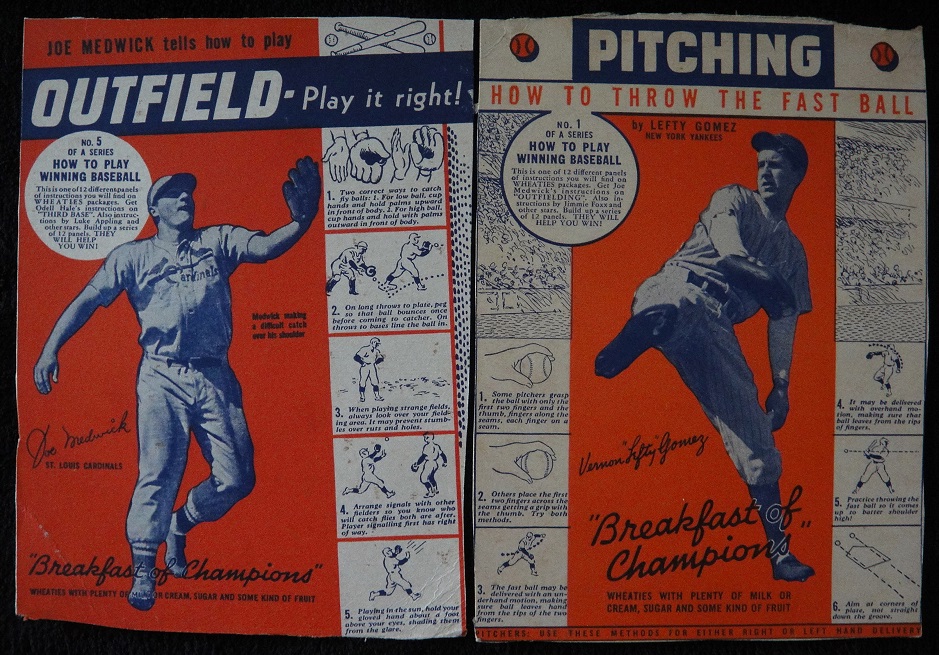 JOE MEDWICK tells how to play
OUTFIELD-Play it right!
NO. 5
OF A SERIES
HOW TO PLAY
WINNING BASEBALL
This is one of 12 different panels
of instructions you will find on
WHEATIES packages. Get
Odell Hale's instructions on
"THIRD BASE". Also instruc-
tions by Luke Appling and
other stars. Build up a series
of 12 panels. THEY
WILL HELP
YOU WIN!
Cardinals
Medwick making
a difficult catch
over his shoulder
Joe Medwick
ST. LOUIS CARDINALS
"Breakfast of Champions"
WHEATIES WITH PLENTY OF MILK OR CREAM, SUGAR AND SOME KIND OF FRUIT
1. Two correct ways to catch
fly balls: 1. For low ball, cup
hands and hold palms upward
in front of body. 2. For high ball,
cup hands and hold with palms
outward in front of body.
2. On long throws to plate, peg
so that ball bounces once
before coming to catcher. On
throws to bases line the ball in.
3. When playing strange fields,
always look over your field-
ing area. It may prevent stumb-
les over ruts and holes.
4. Arrange signals with other
fielders so you know who
will catch flies both are after.
Player signalling first has right
of way.
5. Playing in the sun, hold your
gloved hand about a foot
above your eyes, shading them
from the glare.
PITCHING
HOW TO THROW THE FAST BALL
by LEFTY GOMEZ
NEW YORK YANKEES
NO. 1
OF A SERIES
HOW TO PLAY
WINNING BASEBALL
This is one of 12 different panels
of instructions you will find on
WHEATIES packages. Get Joe
Medwick's instructions on
"OUTFIELDING". Also in-
structions by Jimmie Foxx and
other stars. Build up a series
of 12 panels. THEY WILL
HELP YOU WIN!
1. Some pitchers grasp
the ball with only the
first two fingers and the
thumb, fingers along the
seams, each finger on a
seam.
2. Others place the first
two fingers across the
seams getting a grip with
the thumb. Try both
methods.
3. The fast ball may be
delivered with an un-
derhand motion, making
sure ball leaves hand
from the tips of the two
fingers.
Vernon "Lefty" Gomez
"Breakfast of
Champions"
WHEATIES WITH PLENTY OF MILK OR
CREAM, SUGAR AND SOME KIND OF FRUIT
4. It may be delivered
with overhand mo-
tion, making sure that
ball leaves from the tips
of fingers.
5. Practice throwing the
fast ball so it comes
up to batter shoulder
high!
6. Aim at corners of
plate, not straight
down the groove.
PITCHERS: USE THESE METHODS FOR EITHER RIGHT OR LEFT HAND DELIVERY